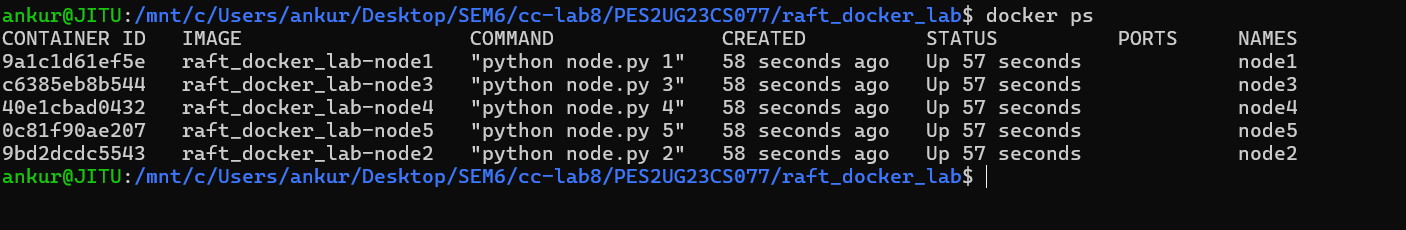 ankur@JITU:/mnt/c/Users/ankur/Desktop/SEM6/cc-lab8/PES2UG23CS077/raft_docker_lab$ docker ps
CONTAINER ID   IMAGE                   COMMAND              CREATED          STATUS          PORTS     NAMES
9a1c1d61ef5e   raft_docker_lab-node1   "python node.py 1"   58 seconds ago   Up 57 seconds             node1
c6385eb8b544   raft_docker_lab-node3   "python node.py 3"   58 seconds ago   Up 57 seconds             node3
40e1cbad0432   raft_docker_lab-node4   "python node.py 4"   58 seconds ago   Up 57 seconds             node4
0c81f90ae207   raft_docker_lab-node5   "python node.py 5"   58 seconds ago   Up 57 seconds             node5
9bd2dcdc5543   raft_docker_lab-node2   "python node.py 2"   58 seconds ago   Up 57 seconds             node2
ankur@JITU:/mnt/c/Users/ankur/Desktop/SEM6/cc-lab8/PES2UG23CS077/raft_docker_lab$